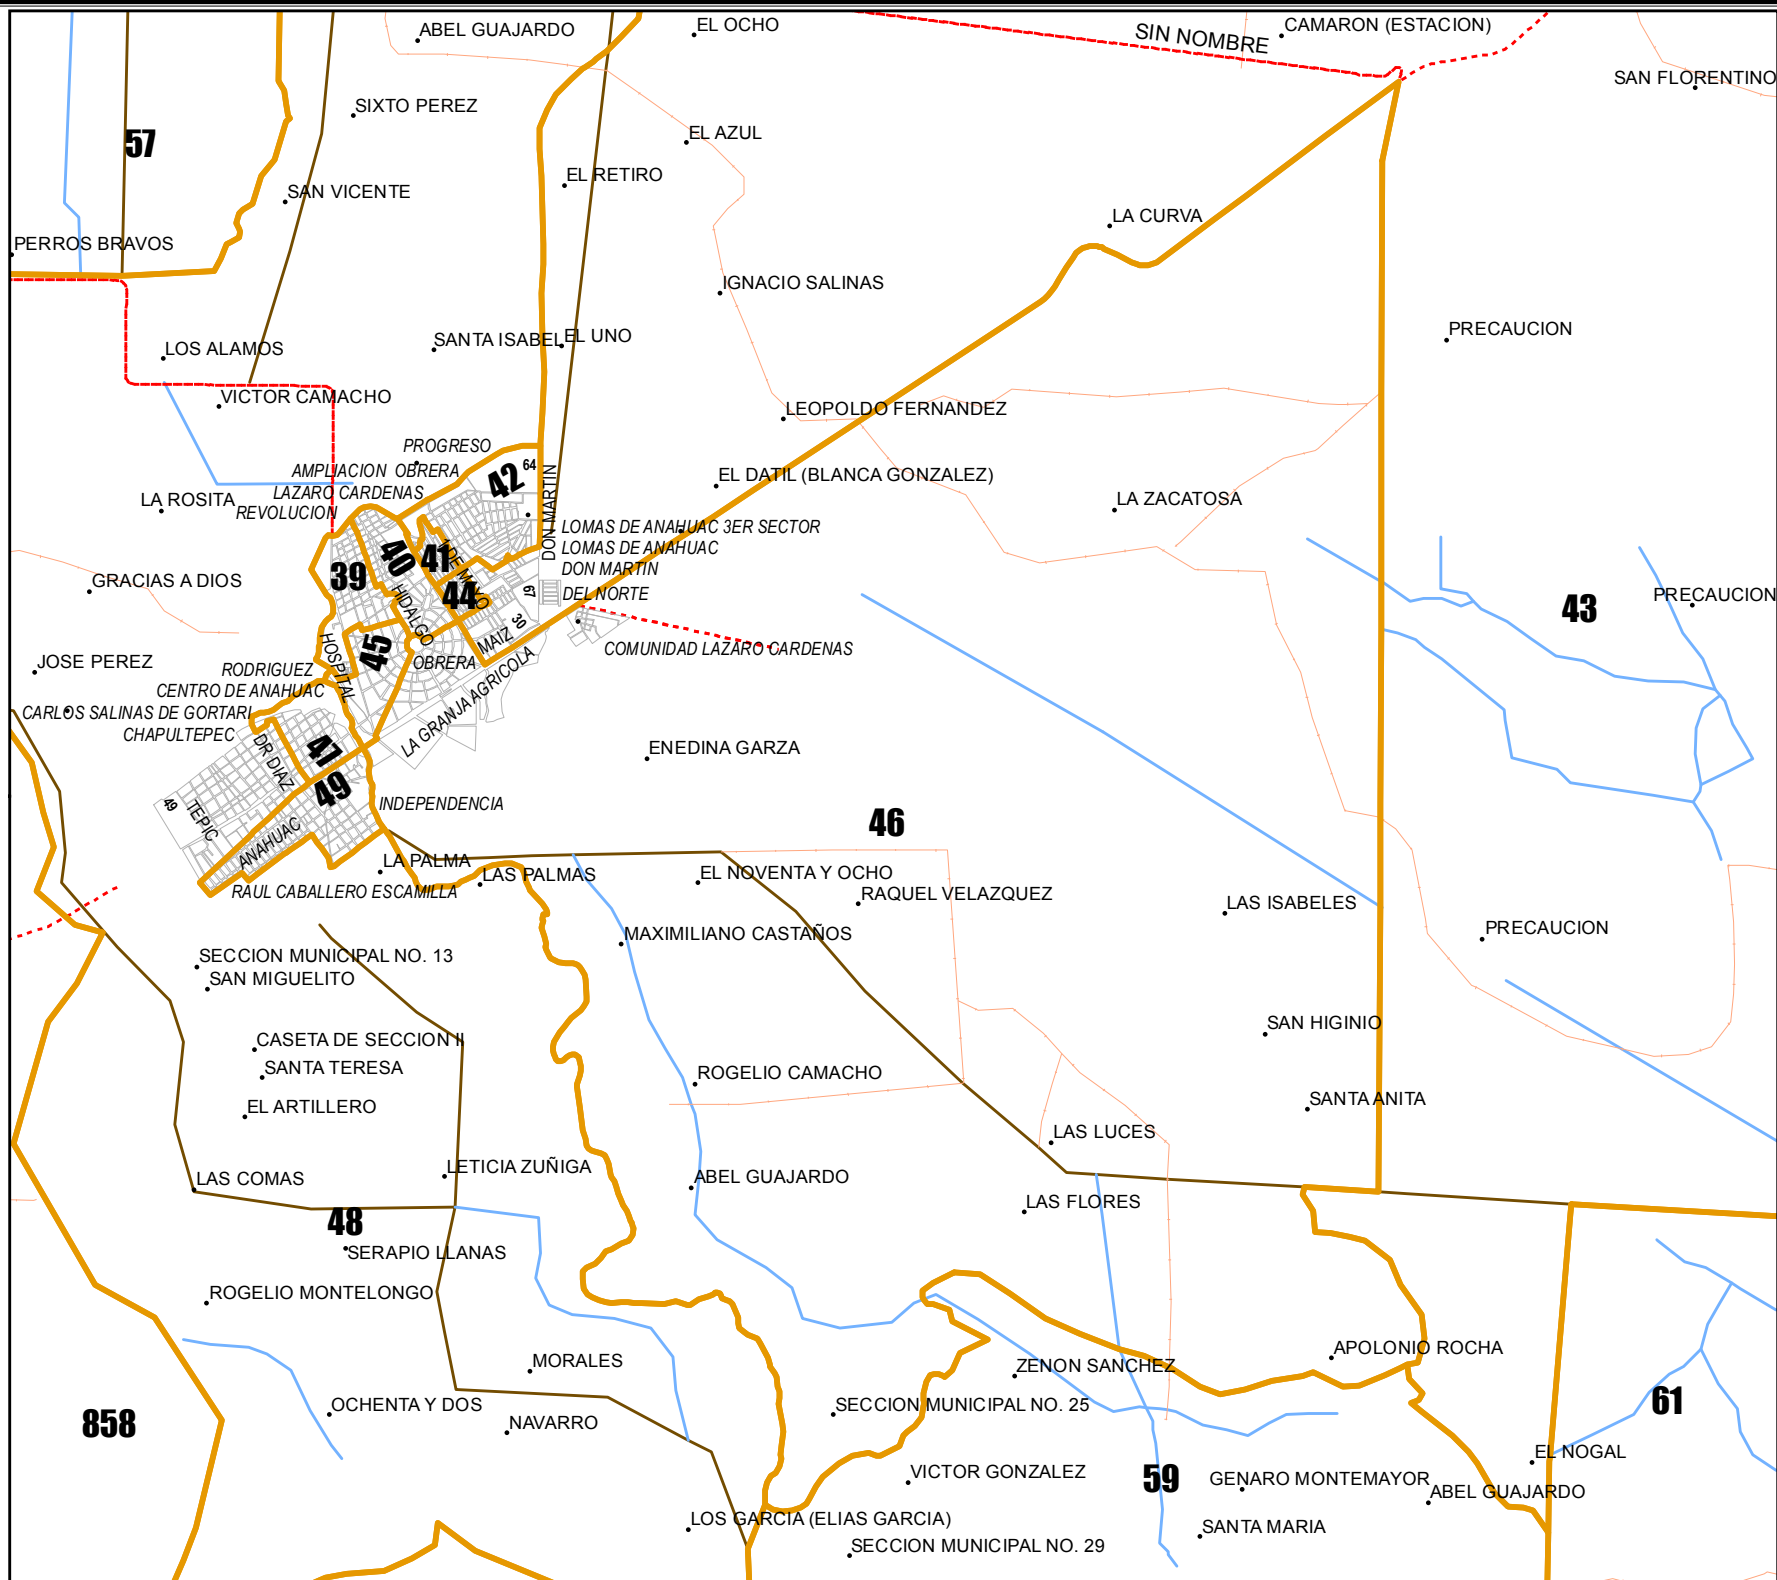 ABEL GUAJARDO
EL OCHO
SIN NOMBRE
CAMARON (ESTACION)
SAN FLORENTINO
SIXTO PEREZ
57
EL AZUL
EL RETIRO
SAN VICENTE
LA CURVA
PERROS BRAVOS
IGNACIO SALINAS
PRECAUCION
LOS ALAMOS
SANTA ISABEL
EL UNO
VICTOR CAMACHO
LEOPOLDO FERNANDEZ
PROGRESO
AMPLIACION OBRERA
64
42
EL DATIL (BLANCA GONZALEZ)
LAZARO CARDENAS
LA ROSITA
REVOLUCION
LA ZACATOSA
DON MARTIN
LOMAS DE ANAHUAC 3ER SECTOR
LOMAS DE ANAHUAC
DON MARTIN
40
41
1 DE MAYO
39
GRACIAS A DIOS
44
67
DEL NORTE
43
PRECAUCION
HIDALGO
30
MAIZ
COMUNIDAD LAZARO CARDENAS
45
HOSPITAL
OBRERA
JOSE PEREZ
RODRIGUEZ
CENTRO DE ANAHUAC
LA GRANJA AGRICOLA
CARLOS SALINAS DE GORTARI
CHAPULTEPEC
DR DIAZ
47
ENEDINA GARZA
49
49
TEPIC
INDEPENDENCIA
46
ANAHUAC
LA PALMA
LAS PALMAS
RAUL CABALLERO ESCAMILLA
EL NOVENTA Y OCHO
RAQUEL VELAZQUEZ
LAS ISABELES
MAXIMILIANO CASTAÑOS
PRECAUCION
SECCION MUNICIPAL NO. 13
SAN MIGUELITO
SAN HIGINIO
CASETA DE SECCION II
SANTA TERESA
ROGELIO CAMACHO
EL ARTILLERO
SANTA ANITA
LAS LUCES
LETICIA ZUÑIGA
LAS COMAS
ABEL GUAJARDO
LAS FLORES
48
SERAPIO LLANAS
ROGELIO MONTELONGO
APOLONIO ROCHA
MORALES
ZENON SANCHEZ
OCHENTA Y DOS
SECCION MUNICIPAL NO. 25
61
858
NAVARRO
EL NOGAL
VICTOR GONZALEZ
59
GENARO MONTEMAYOR
ABEL GUAJARDO
LOS GARCIA (ELIAS GARCIA)
SANTA MARIA
SECCION MUNICIPAL NO. 29